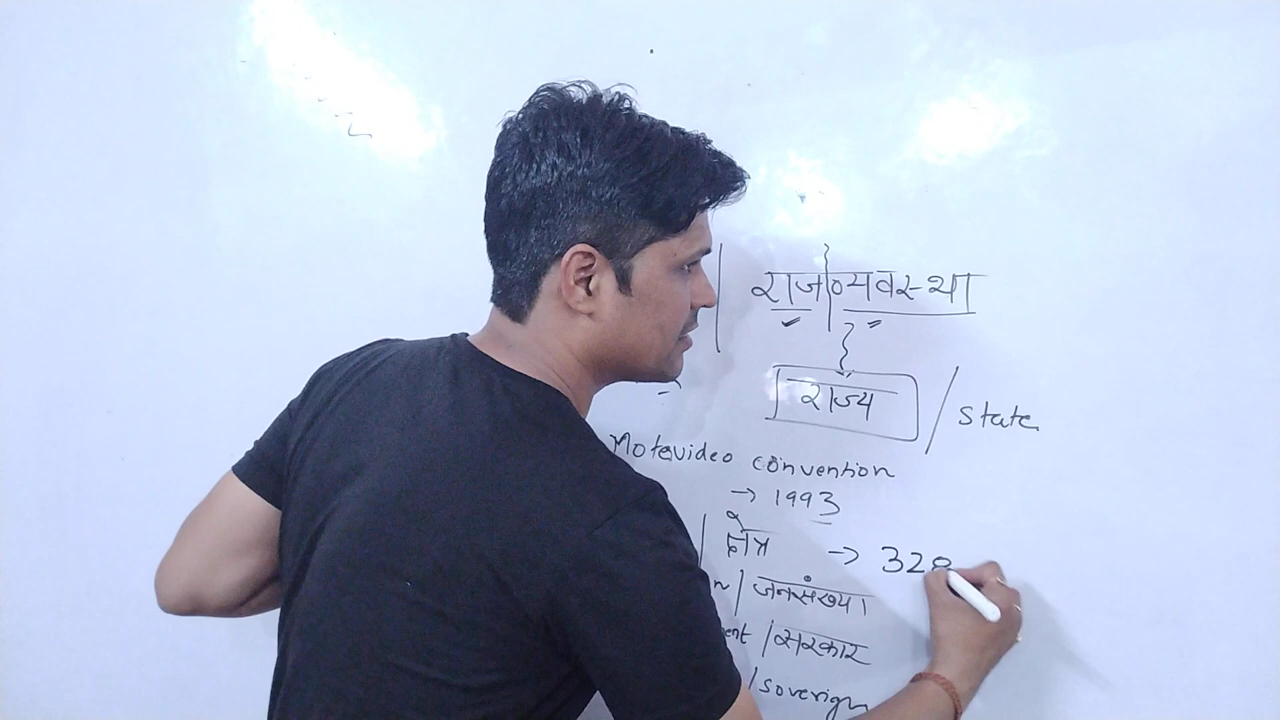 | राजव्यवस्था
राज्य / state
Motevideo convention
→ 1993
| क्षेत्र → 328
n | जनसंख्या
ent | सरकार
/ soverign